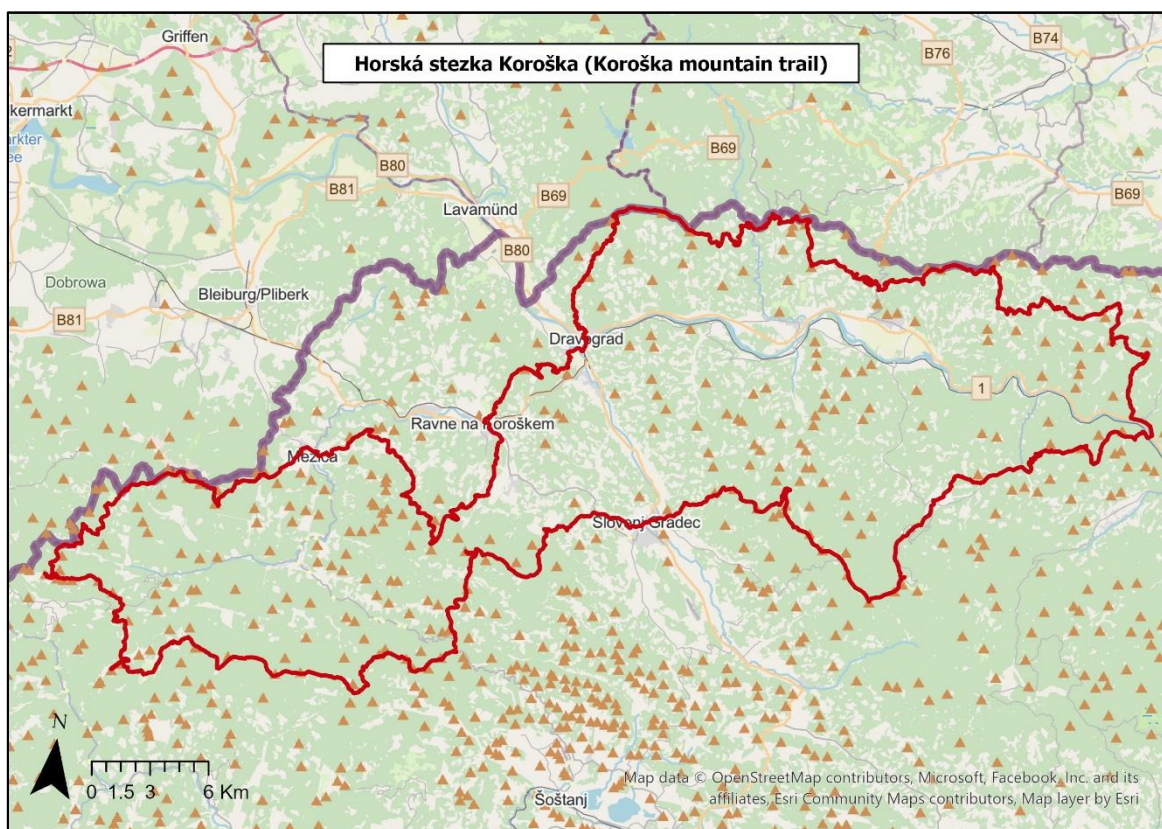 Griffen
Horská stezka Koroška (Koroška mountain trail)
B74
B76
kermarkt
B80
B69
B81
B69
B69
Lavamünd
B80
Dobrowa
Bleiburg/Pliberk
B81
Dravograd
1
Ravne na Koroškem
Mežica
Slovenj Gradec
N
0 1.5 3 6 Km
Šoštanj
Map data © OpenStreetMap contributors, Microsoft, Facebook, Inc. and its
affiliates, Esri Community Maps contributors, Map layer by Esri